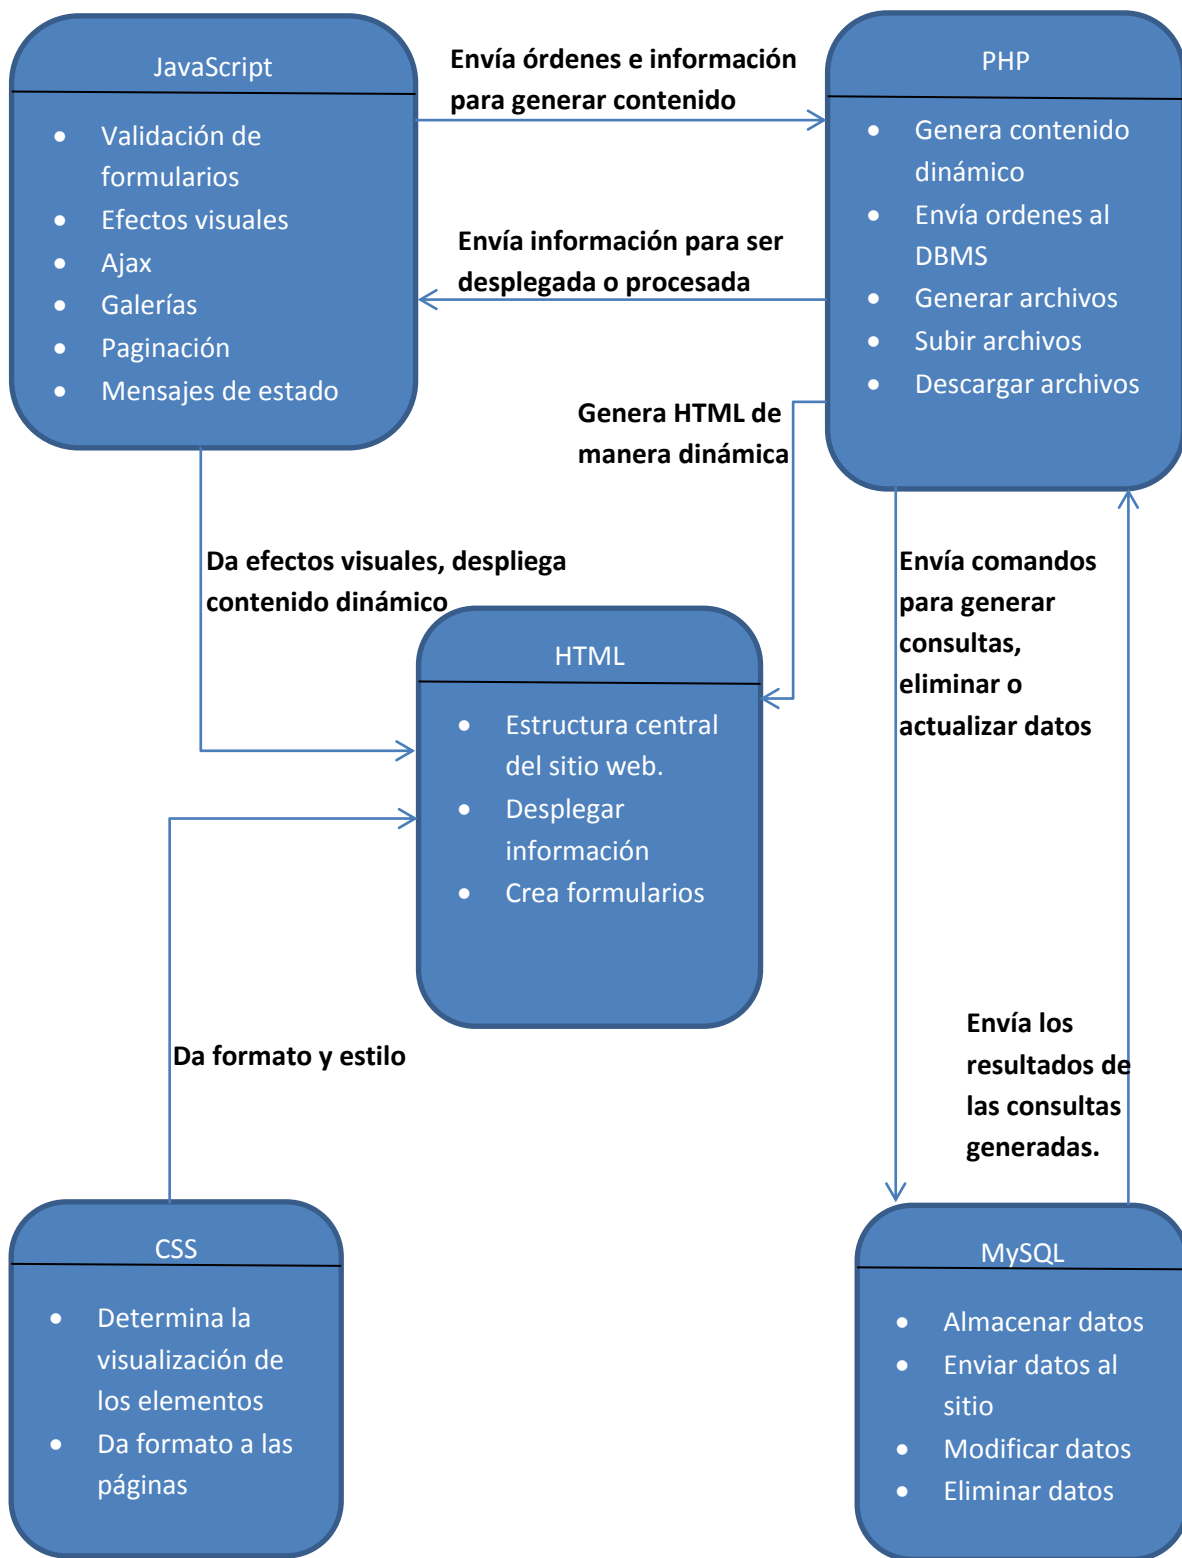 JavaScript
Validación de
formularios
Efectos visuales
Ajax
Galerías
Paginación
Mensajes de estado
Envía órdenes e información
para generar contenido
PHP
Genera contenido
dinámico
Envía ordenes al
DBMS
Generar archivos
Subir archivos
Descargar archivos
Envía información para ser
desplegada o procesada
Genera HTML de
manera dinámica
Da efectos visuales, despliega
contenido dinámico
Envía comandos
para generar
consultas,
eliminar o
actualizar datos
HTML
Estructura central
del sitio web.
Desplegar
información
Crea formularios
Da formato y estilo
Envía los
resultados de
las consultas
generadas.
CSS
Determina la
visualización de
los elementos
Da formato a las
páginas
MySQL
Almacenar datos
Enviar datos al
sitio
Modificar datos
Eliminar datos